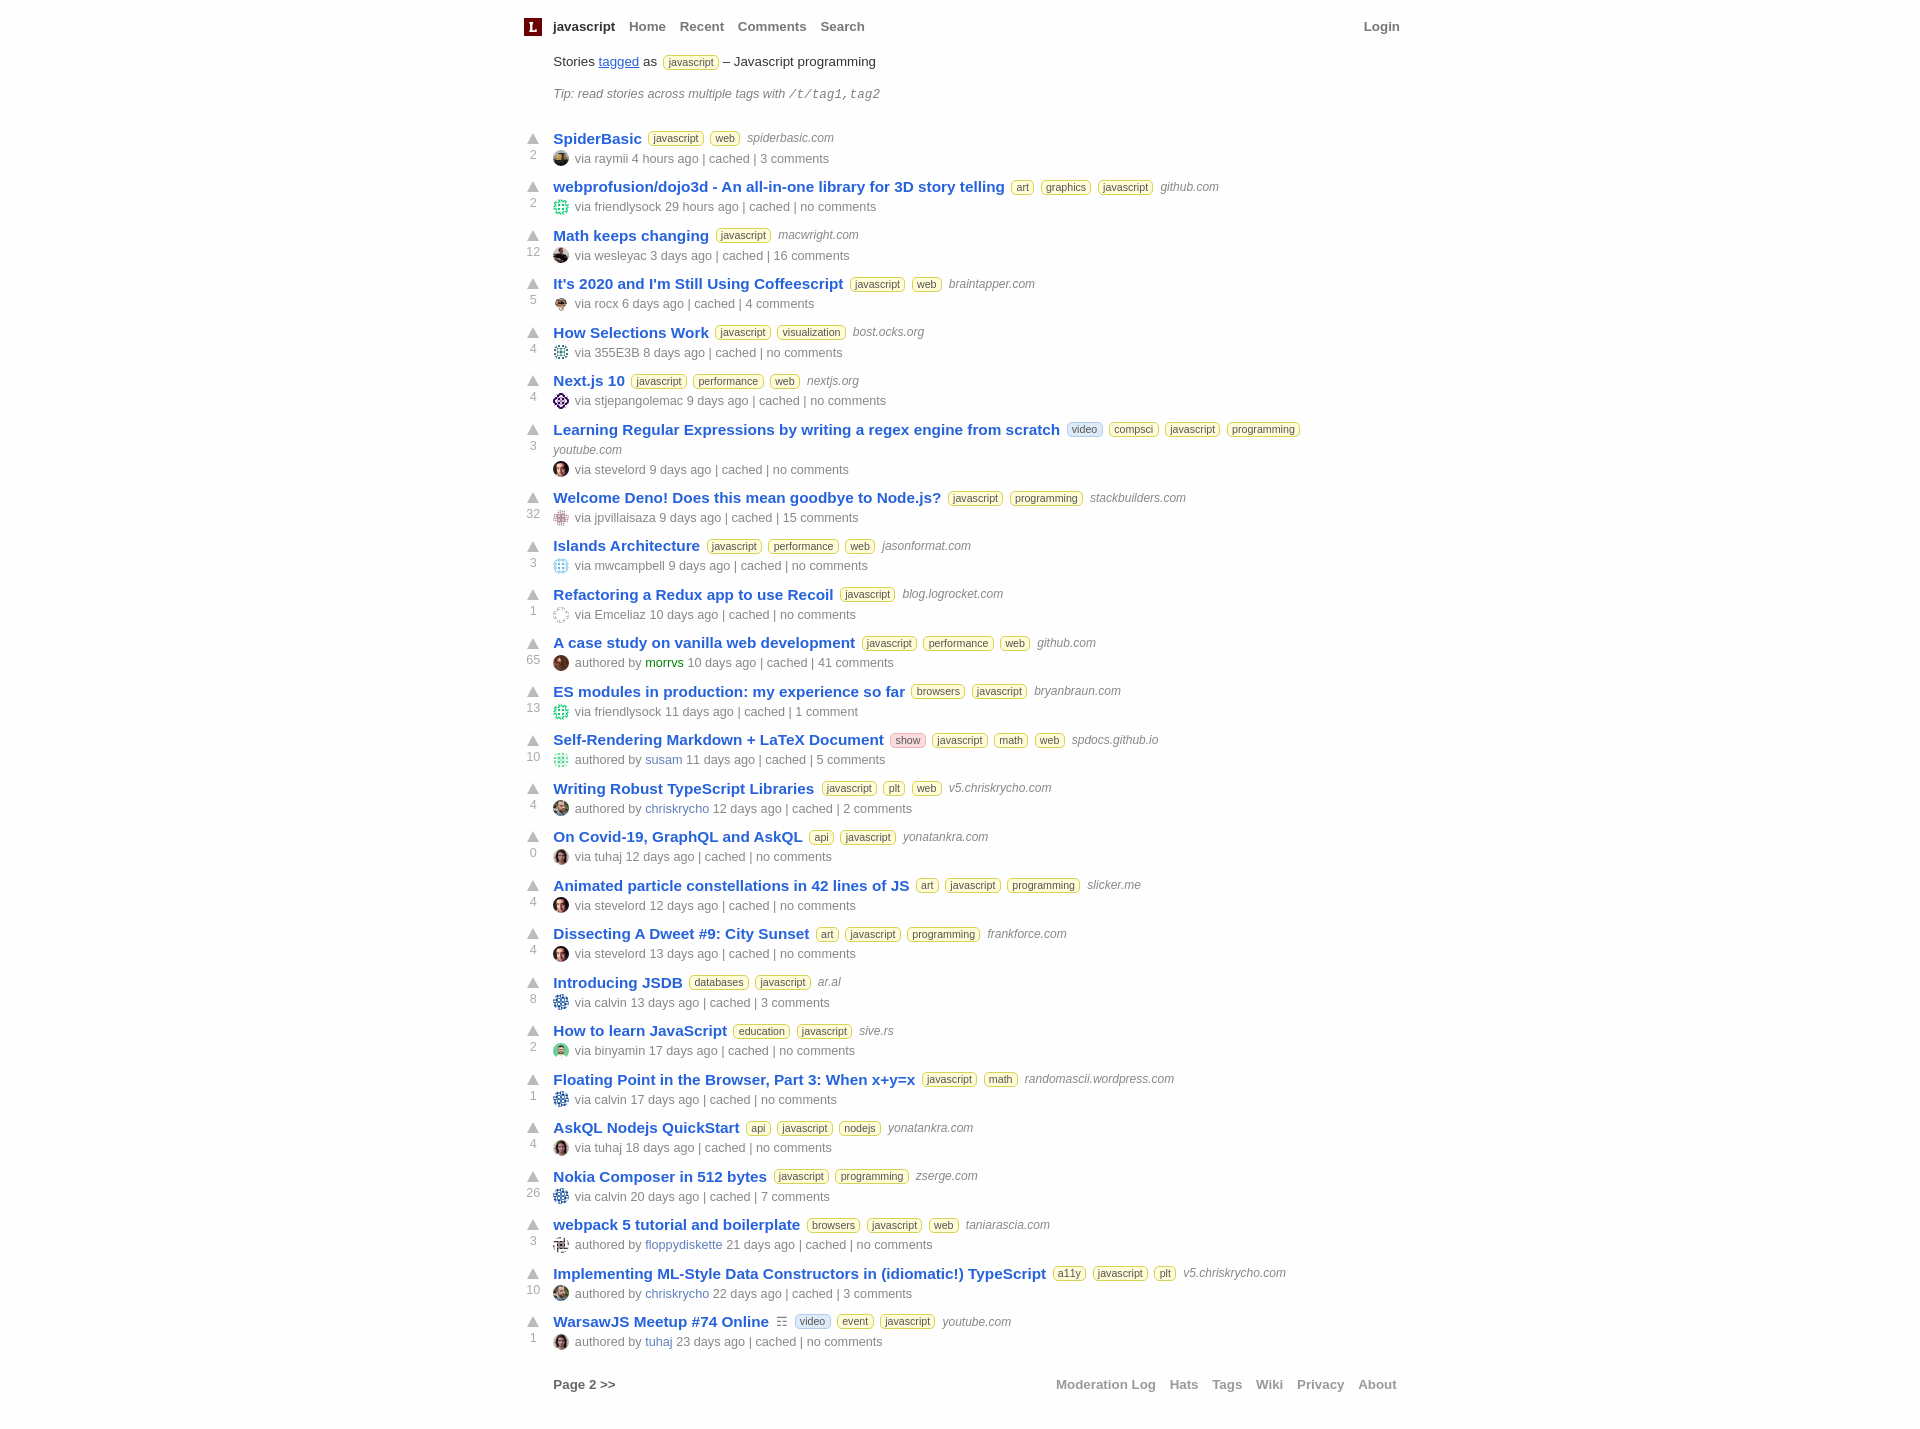 L javascript Home Recent Comments Search Login
Stories tagged as javascript – Javascript programming
Tip: read stories across multiple tags with /t/tag1,tag2
SpiderBasic javascript web spiderbasic.com
2 via raymii 4 hours ago | cached | 3 comments
webprofusion/dojo3d - An all-in-one library for 3D story telling art graphics javascript github.com
2 via friendlysock 29 hours ago | cached | no comments
Math keeps changing javascript macwright.com
12 via wesleyac 3 days ago | cached | 16 comments
It's 2020 and I'm Still Using Coffeescript javascript web braintapper.com
5 via rocx 6 days ago | cached | 4 comments
How Selections Work javascript visualization bost.ocks.org
4 via 355E3B 8 days ago | cached | no comments
Next.js 10 javascript performance web nextjs.org
4 via stjepangolemac 9 days ago | cached | no comments
Learning Regular Expressions by writing a regex engine from scratch video compsci javascript programming
3 youtube.com
via stevelord 9 days ago | cached | no comments
Welcome Deno! Does this mean goodbye to Node.js? javascript programming stackbuilders.com
32 via jpvillaisaza 9 days ago | cached | 15 comments
Islands Architecture javascript performance web jasonformat.com
3 via mwcampbell 9 days ago | cached | no comments
Refactoring a Redux app to use Recoil javascript blog.logrocket.com
1 via Emceliaz 10 days ago | cached | no comments
A case study on vanilla web development javascript performance web github.com
65 authored by morrvs 10 days ago | cached | 41 comments
ES modules in production: my experience so far browsers javascript bryanbraun.com
13 via friendlysock 11 days ago | cached | 1 comment
Self-Rendering Markdown + LaTeX Document show javascript math web spdocs.github.io
10 authored by susam 11 days ago | cached | 5 comments
Writing Robust TypeScript Libraries javascript plt web v5.chriskrycho.com
4 authored by chriskrycho 12 days ago | cached | 2 comments
On Covid-19, GraphQL and AskQL api javascript yonatankra.com
0 via tuhaj 12 days ago | cached | no comments
Animated particle constellations in 42 lines of JS art javascript programming slicker.me
4 via stevelord 12 days ago | cached | no comments
Dissecting A Dweet #9: City Sunset art javascript programming frankforce.com
4 via stevelord 13 days ago | cached | no comments
Introducing JSDB databases javascript ar.al
8 via calvin 13 days ago | cached | 3 comments
How to learn JavaScript education javascript sive.rs
2 via binyamin 17 days ago | cached | no comments
Floating Point in the Browser, Part 3: When x+y=x javascript math randomascii.wordpress.com
1 via calvin 17 days ago | cached | no comments
AskQL Nodejs QuickStart api javascript nodejs yonatankra.com
4 via tuhaj 18 days ago | cached | no comments
Nokia Composer in 512 bytes javascript programming zserge.com
26 via calvin 20 days ago | cached | 7 comments
webpack 5 tutorial and boilerplate browsers javascript web taniarascia.com
3 authored by floppydiskette 21 days ago | cached | no comments
Implementing ML-Style Data Constructors in (idiomatic!) TypeScript a11y javascript plt v5.chriskrycho.com
10 authored by chriskrycho 22 days ago | cached | 3 comments
WarsawJS Meetup #74 Online ☶ video event javascript youtube.com
1 authored by tuhaj 23 days ago | cached | no comments
Page 2 >> Moderation Log Hats Tags Wiki Privacy About